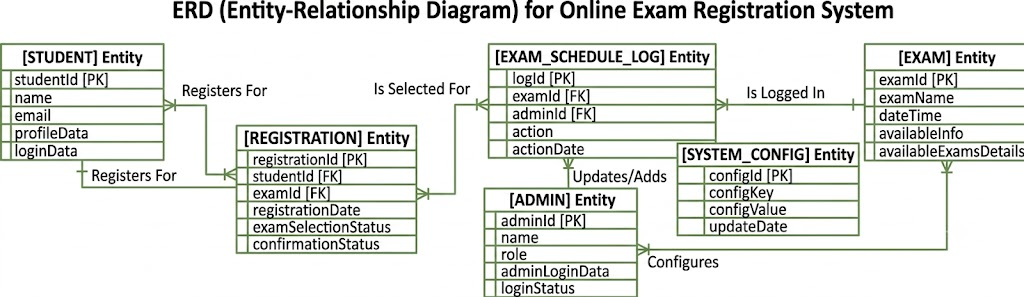 ERD (Entity-Relationship Diagram) for Online Exam Registration System
[STUDENT] Entity
studentId [PK]
name
email
profileData
loginData
Registers For
Registers For
[REGISTRATION] Entity
registrationId [PK]
studentId [FK]
examId [FK]
registrationDate
examSelectionStatus
confirmationStatus
Is Selected For
[EXAM_SCHEDULE_LOG] Entity
logId [PK]
examId [FK]
adminId [FK]
action
actionDate
Is Logged In
[EXAM] Entity
examId [PK]
examName
dateTime
availableInfo
availableExamsDetails
[SYSTEM_CONFIG] Entity
configId [PK]
configKey
configValue
updateDate
Updates/Adds
[ADMIN] Entity
adminId [PK]
name
role
adminLoginData
loginStatus
Configures